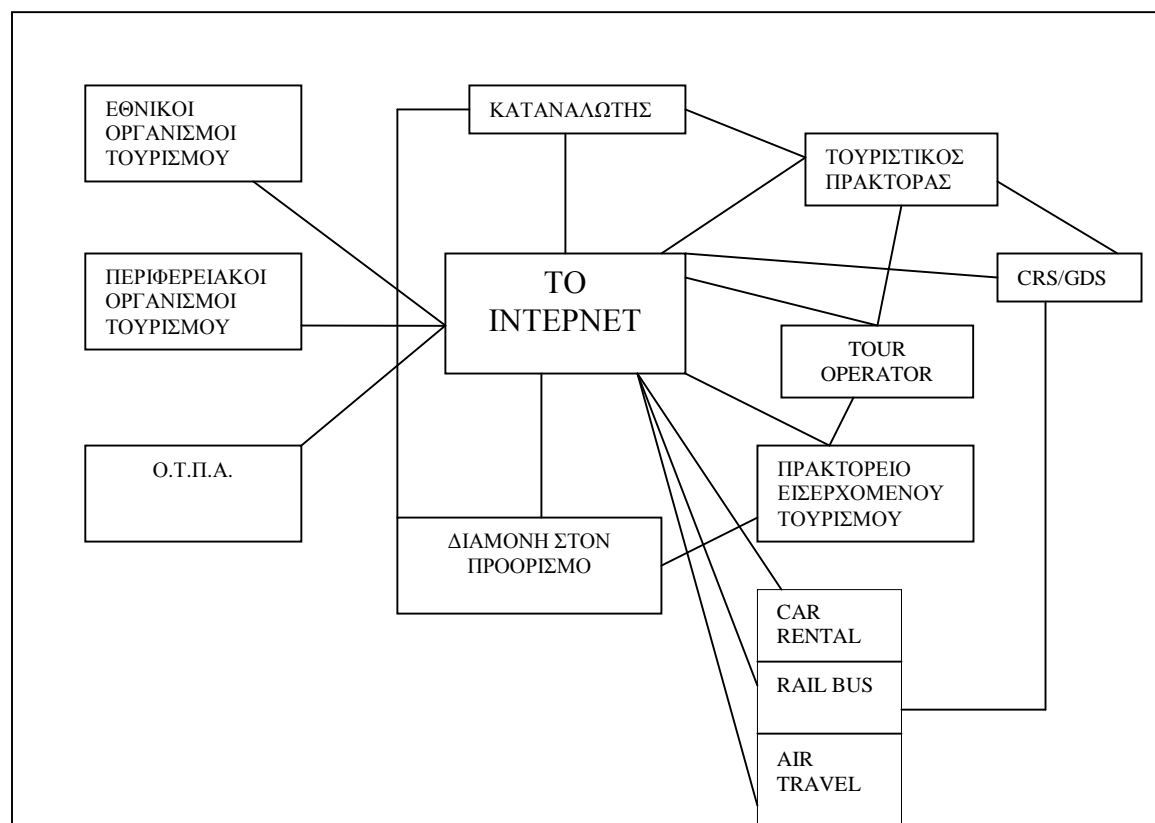 ΕΘΝΙΚΟΙ
ΟΡΓΑΝΙΣΜΟΙ
ΤΟΥΡΙΣΜΟΥ
ΚΑΤΑΝΑΛΩΤΗΣ
ΤΟΥΡΙΣΤΙΚΟΣ
ΠΡΑΚΤΟΡΑΣ
ΠΕΡΙΦΕΡΕΙΑΚΟΙ
ΟΡΓΑΝΙΣΜΟΙ
ΤΟΥΡΙΣΜΟΥ
ΤΟ
ΙΝΤΕΡΝΕΤ
CRS/GDS
TOUR
OPERATOR
Ο.Τ.Π.Α.
ΠΡΑΚΤΟΡΕΙΟ
ΕΙΣΕΡΧΟΜΕΝΟΥ
ΤΟΥΡΙΣΜΟΥ
ΔΙΑΜΟΝΗ ΣΤΟΝ
ΠΡΟΟΡΙΣΜΟ
CAR
RENTAL
RAIL BUS
AIR
TRAVEL